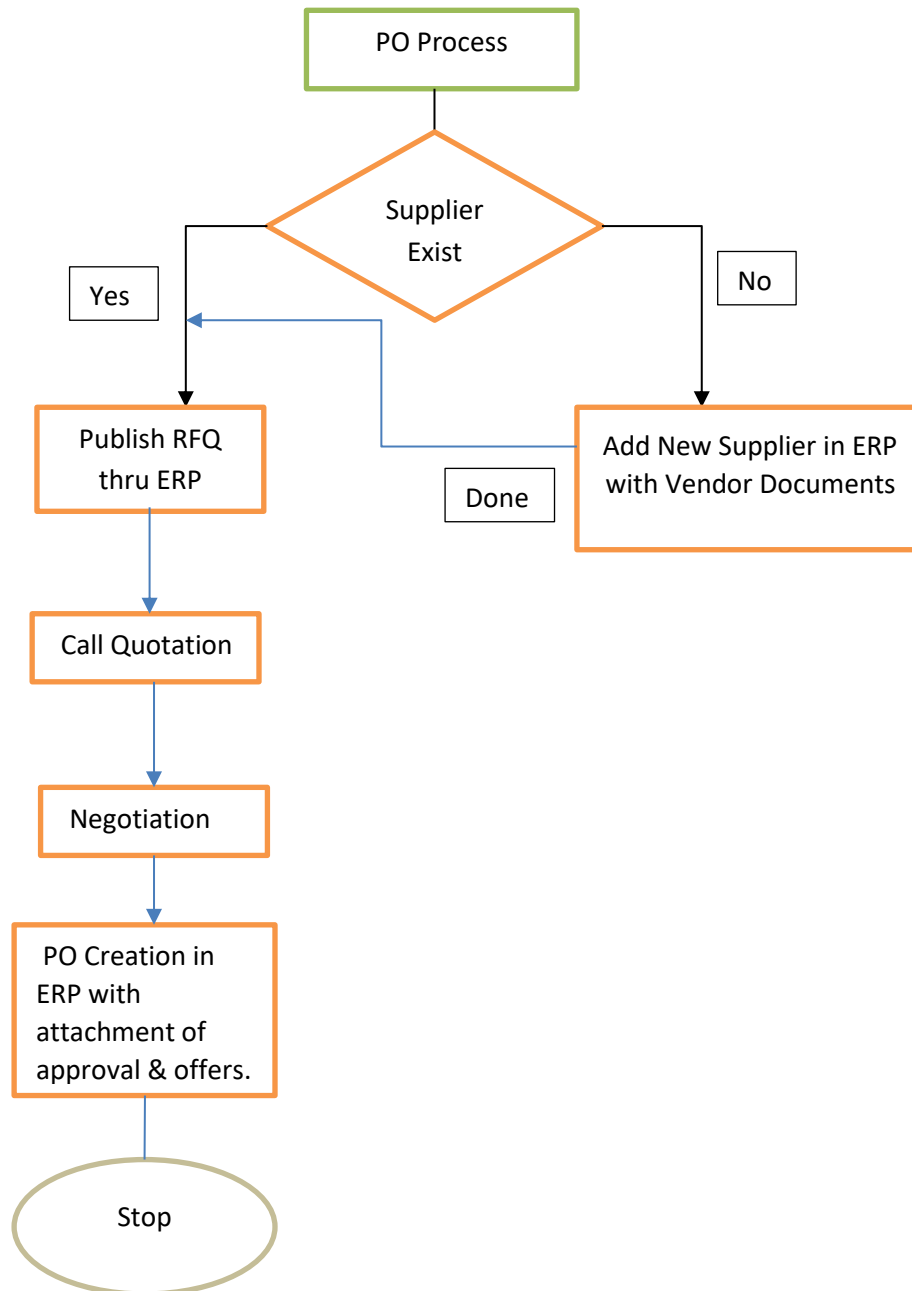 PO Process
Supplier
Exist
Yes
No
Publish RFQ
thru ERP
Add New Supplier in ERP
with Vendor Documents
Done
Call Quotation
Negotiation
PO Creation in
ERP with
attachment of
approval & offers.
Stop